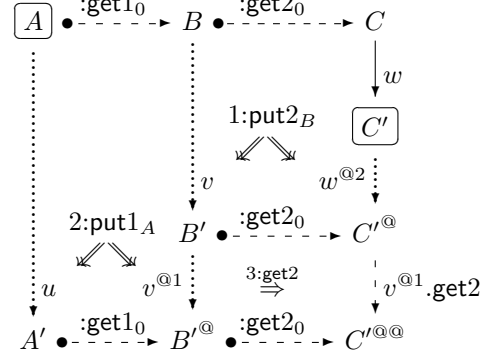 :get1₀ :get2₀
A B C
w
1:put2_B C′
v w^{@2}
2:put1_A B′ :get2₀ C′^{@}
u v^{@1} 3:get2 ⇒ v^{@1}.get2
:get1₀ :get2₀
A′ B′^{@} C′^{@@}